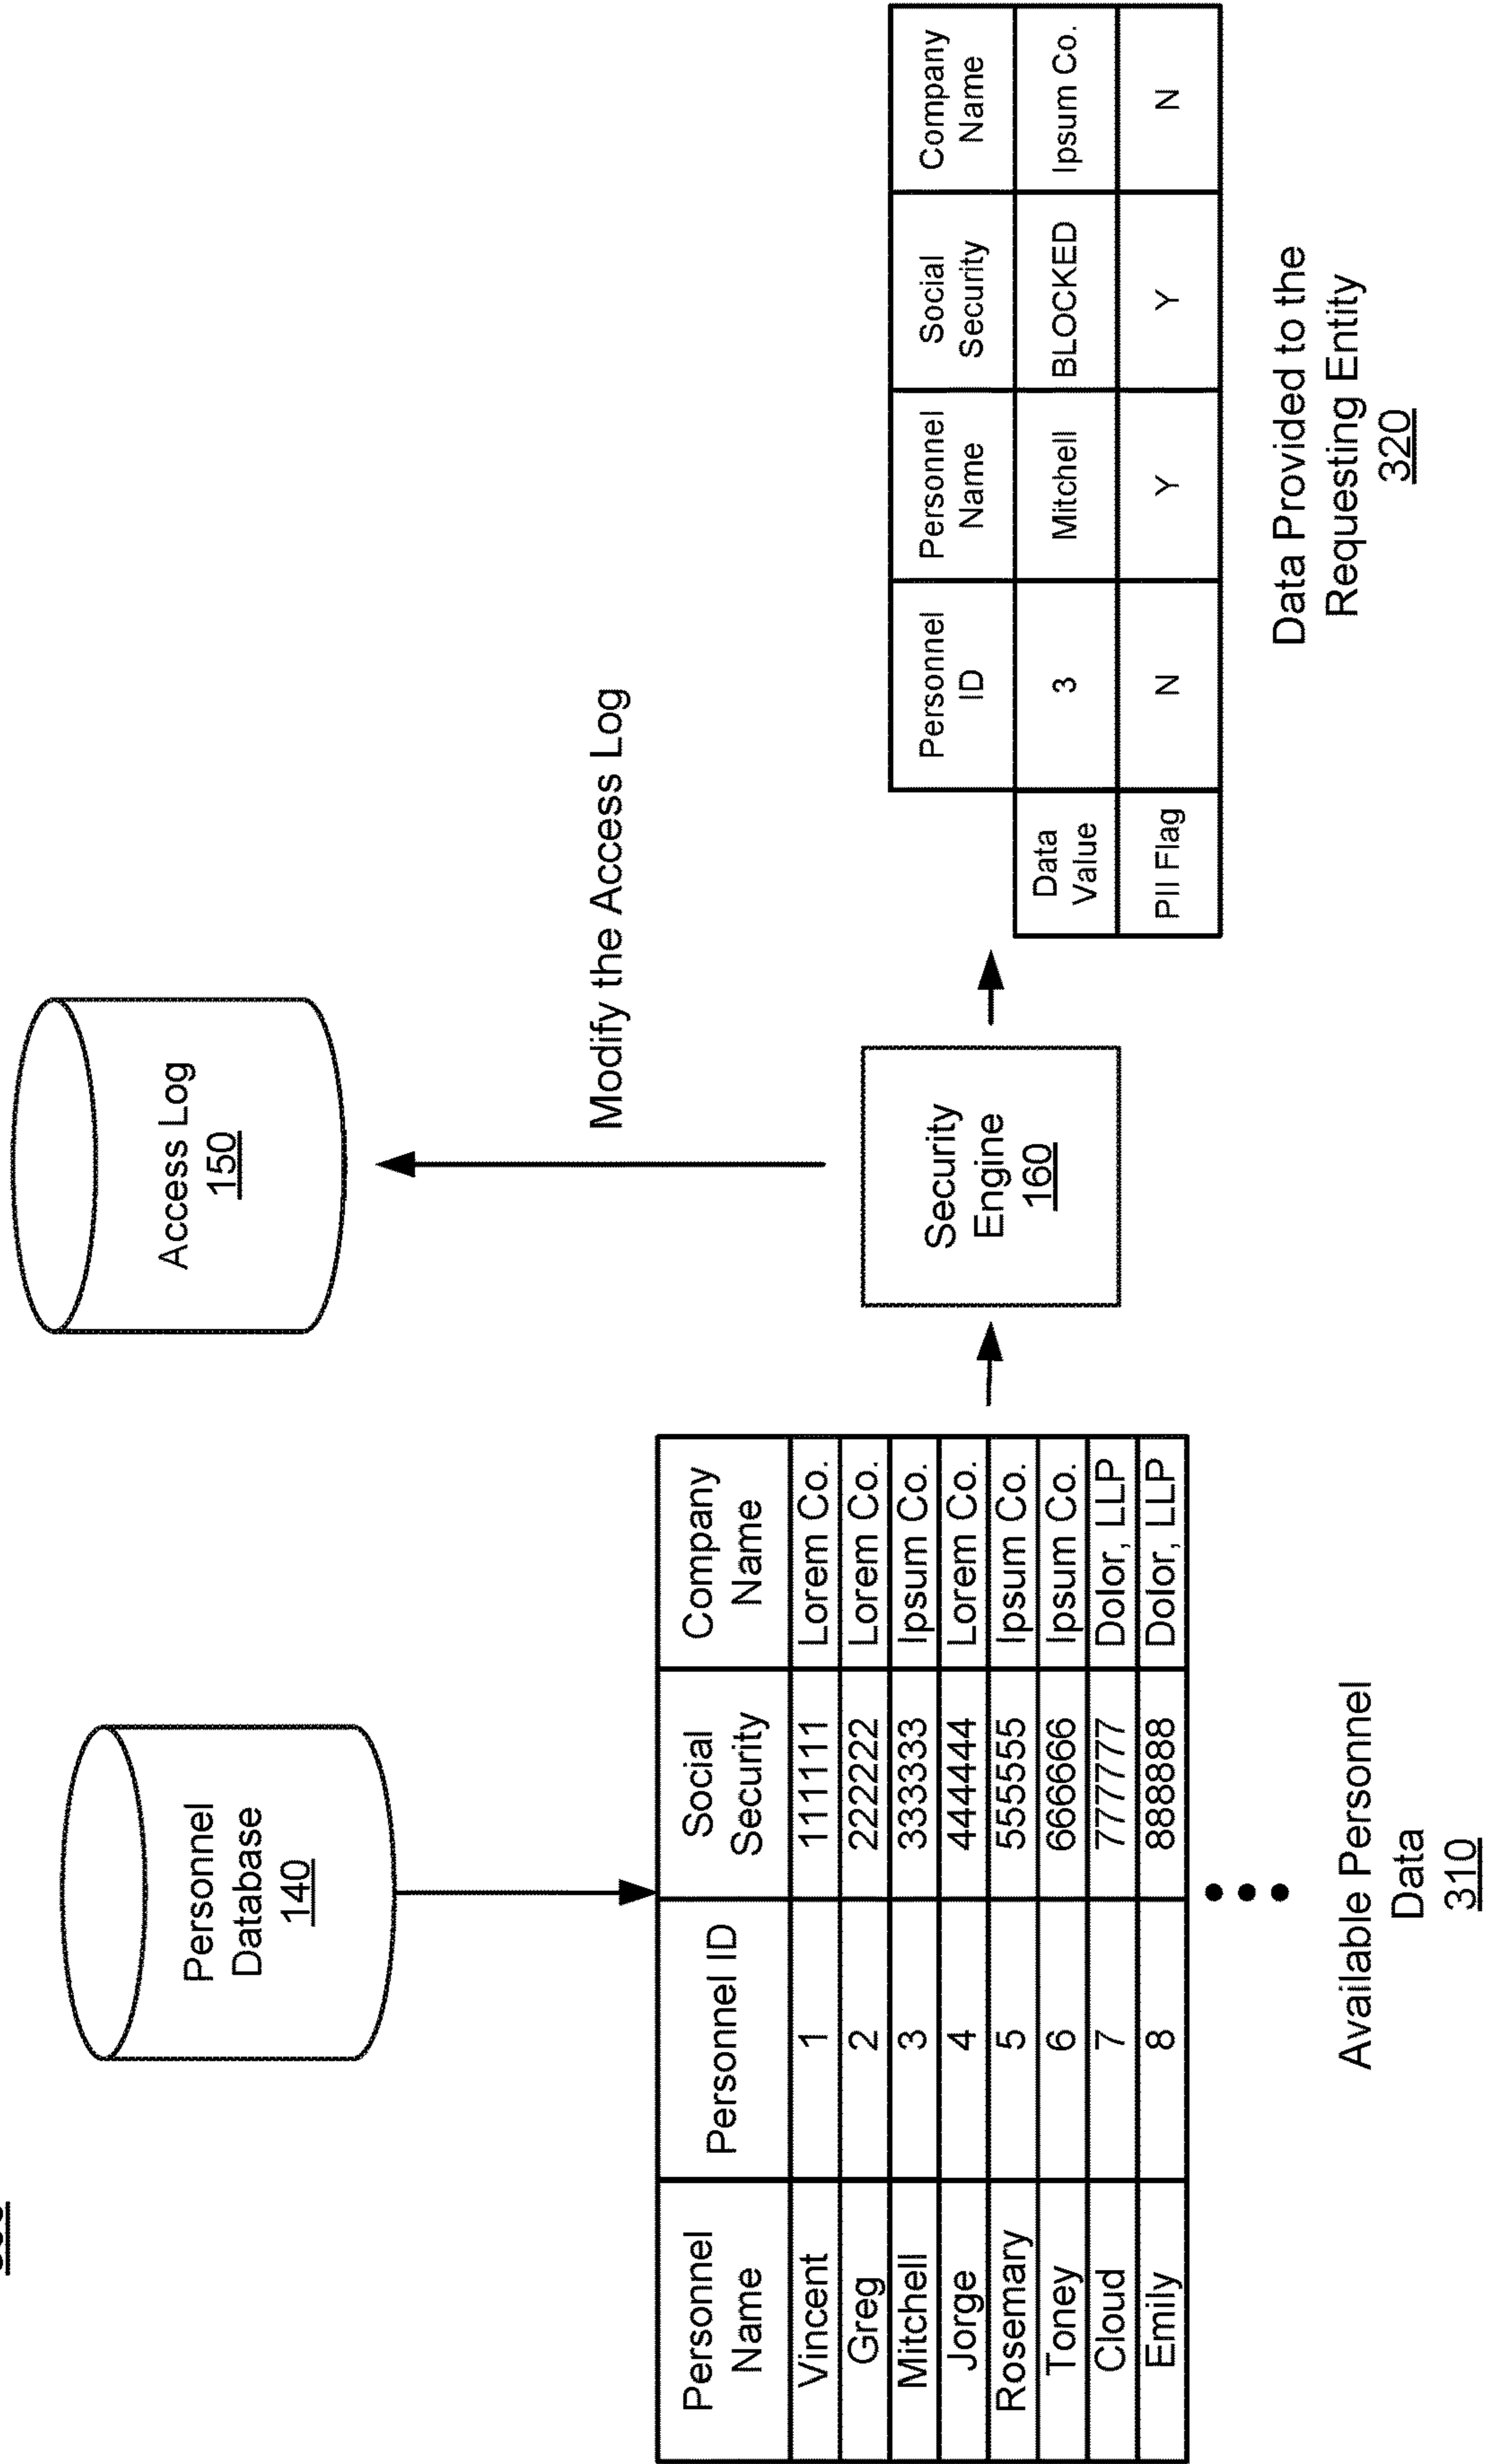 Personnel
Database
140
Access Log
150
Modify the Access Log
Personnel Name Personnel ID Social Security Company Name
Vincent 1 111111 Lorem Co.
Greg 2 222222 Lorem Co.
Mitchell 3 333333 Ipsum Co.
Jorge 4 444444 Lorem Co.
Rosemary 5 555555 Ipsum Co.
Toney 6 666666 Ipsum Co.
Cloud 7 777777 Dolor, LLP
Emily 8 888888 Dolor, LLP
Available Personnel
Data
310
Security
Engine
160
Personnel ID Personnel Name Social Security Company Name
Data Value 3 Mitchell BLOCKED Ipsum Co.
PII Flag N Y Y N
Data Provided to the
Requesting Entity
320